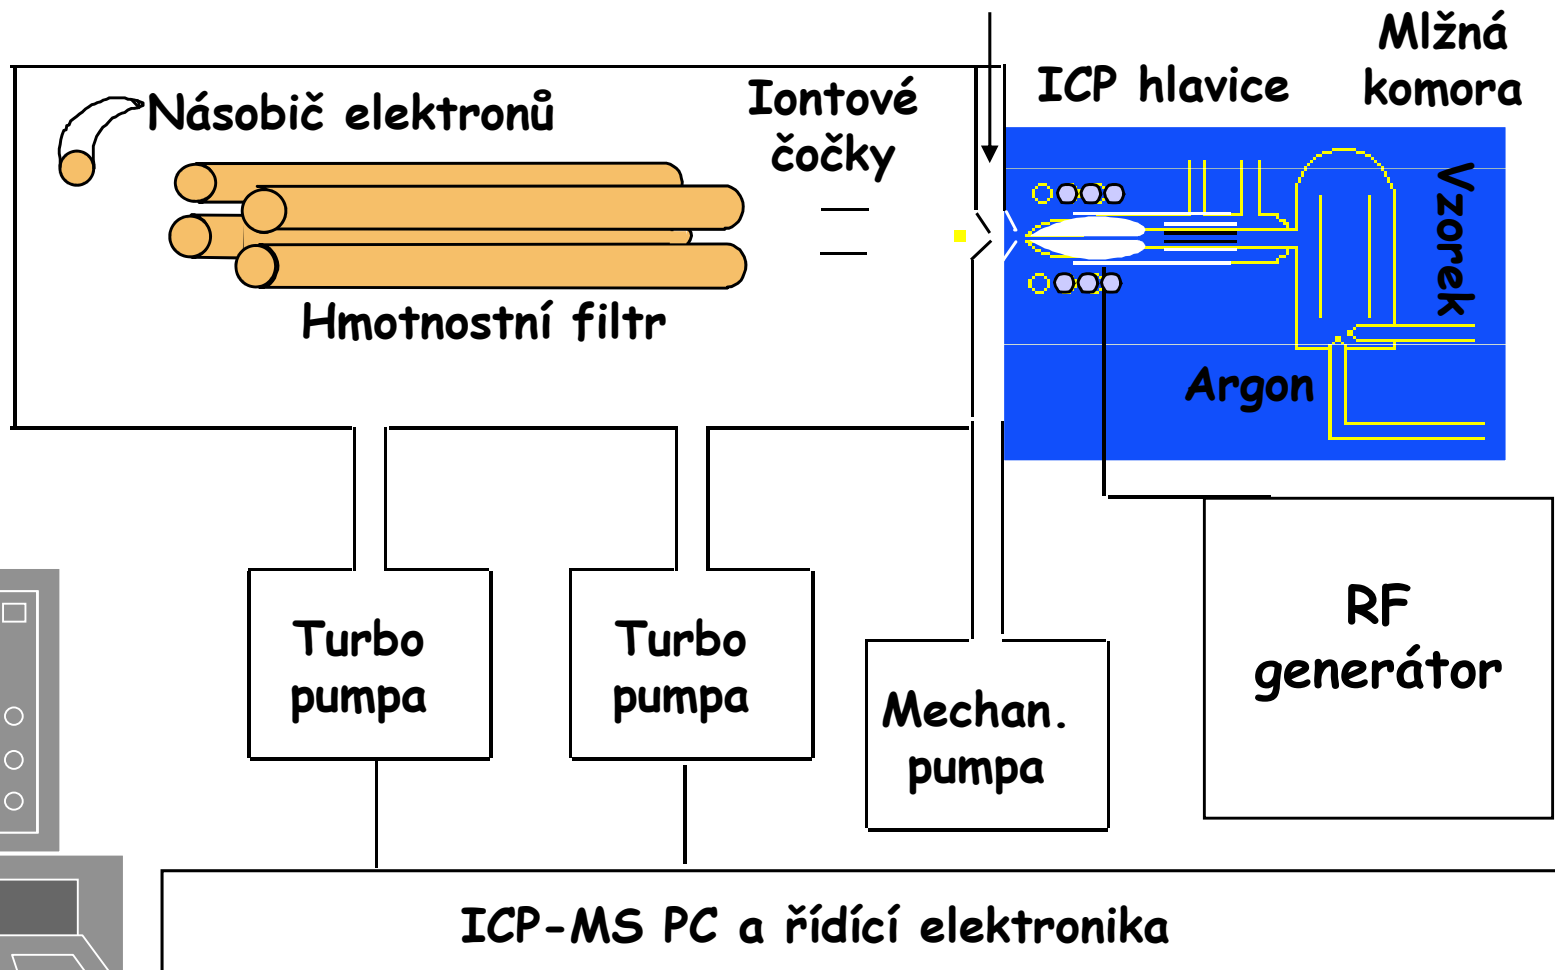 Mlžná
komora
ICP hlavice
Iontové
čočky
Násobič elektronů
Vzorek
Hmotnostní filtr
Argon
Turbo
pumpa
Turbo
pumpa
Mechan.
pumpa
RF
generátor
ICP-MS PC a řídící elektronika